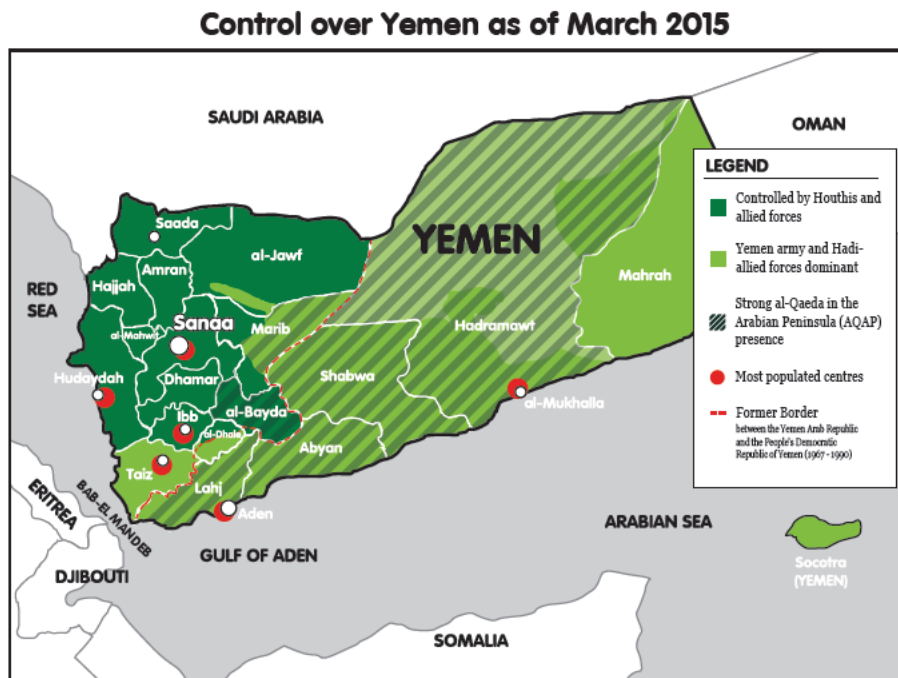 Control over Yemen as of March 2015
SAUDI ARABIA
OMAN
RED
SEA
YEMEN
Saada
al-Jawf
Amran
Hajjah
al-Mahwit
Sanaa
Marib
Hadramawt
Mahrah
Hudaydah
Dhamar
Shabwa
al-Bayda
al-Mukhalla
Ibb
al-Dhale
Abyan
Taiz
Lahj
Aden
ERITREA
BAB-EL MANDEB
DJIBOUTI
GULF OF ADEN
ARABIAN SEA
SOMALIA
Socotra
(YEMEN)
LEGEND
Controlled by Houthis and
allied forces
Yemen army and Hadi-
allied forces dominant
Strong al-Qaeda in the
Arabian Peninsula (AQAP)
presence
Most populated centres
Former Border
between the Yemen Arab Republic
and the People's Democratic
Republic of Yemen (1967 - 1990)